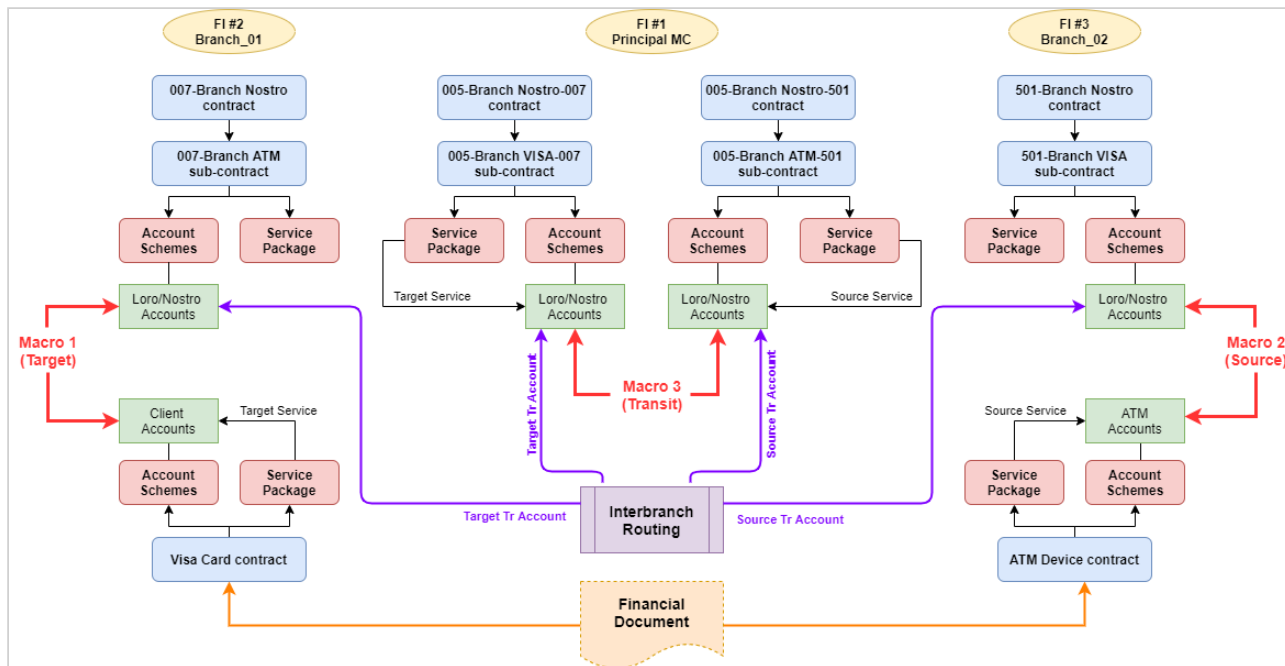 FI #2
Branch_01
FI #1
Principal MC
FI #3
Branch_02
007-Branch Nostro
contract
005-Branch Nostro-007
contract
005-Branch Nostro-501
contract
501-Branch Nostro
contract
007-Branch ATM
sub-contract
005-Branch VISA-007
sub-contract
005-Branch ATM-501
sub-contract
501-Branch VISA
sub-contract
Account
Schemes
Service
Package
Service
Package
Account
Schemes
Account
Schemes
Service
Package
Service
Package
Account
Schemes
Loro/Nostro
Accounts
Target Service
Loro/Nostro
Accounts
Loro/Nostro
Accounts
Source Service
Loro/Nostro
Accounts
Macro 1
(Target)
Macro 2
(Source)
Target Tr Account
Macro 3
(Transit)
Source Tr Account
Client
Accounts
Target Service
Source Service
ATM
Accounts
Account
Schemes
Service
Package
Service
Package
Account
Schemes
Target Tr Account
Interbranch
Routing
Source Tr Account
Visa Card contract
ATM Device contract
Financial
Document